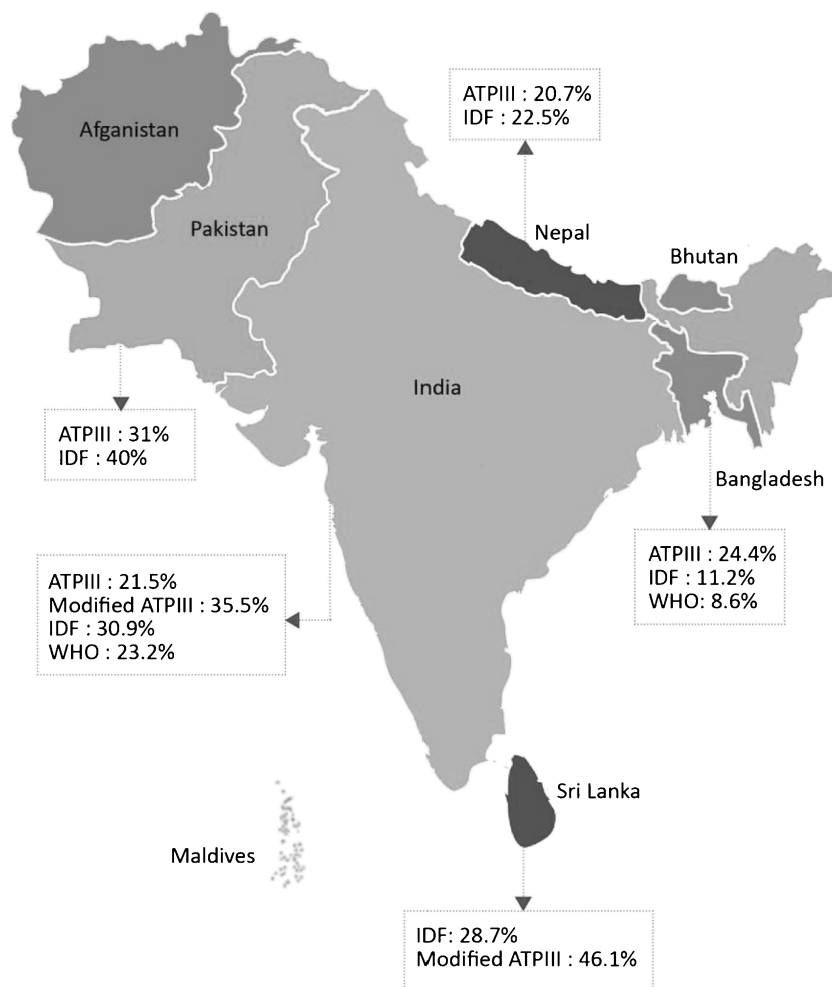 ATPIII : 20.7%
IDF : 22.5%
Afganistan
Pakistan
Nepal
Bhutan
India
ATPIII : 31%
IDF : 40%
Bangladesh
ATPIII : 24.4%
IDF : 11.2%
WHO: 8.6%
ATPIII : 21.5%
Modified ATPIII : 35.5%
IDF : 30.9%
WHO : 23.2%
Sri Lanka
Maldives
IDF: 28.7%
Modified ATPIII : 46.1%